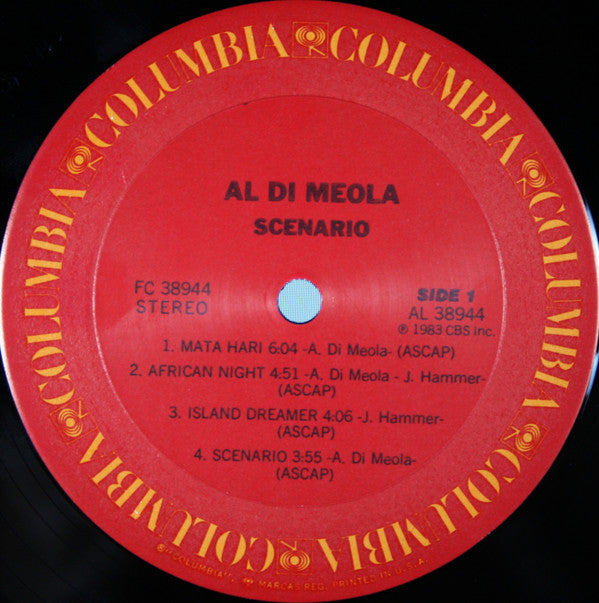 COLUMBIA COLUMBIA COLUMBIA COLUMBIA COLUMBIA COLUMBIA
AL DI MEOLA
SCENARIO
FC 38944
STEREO
SIDE 1
AL 38944
℗ 1983 CBS Inc.
1. MATA HARI 6:04 -A. Di Meola- (ASCAP)
2. AFRICAN NIGHT 4:51 -A. Di Meola - J. Hammer-
(ASCAP)
3. ISLAND DREAMER 4:06 -J. Hammer-
(ASCAP)
4. SCENARIO 3:55 -A. Di Meola-
(ASCAP)
"COLUMBIA", MARCAS REG. PRINTED IN U.S.A.